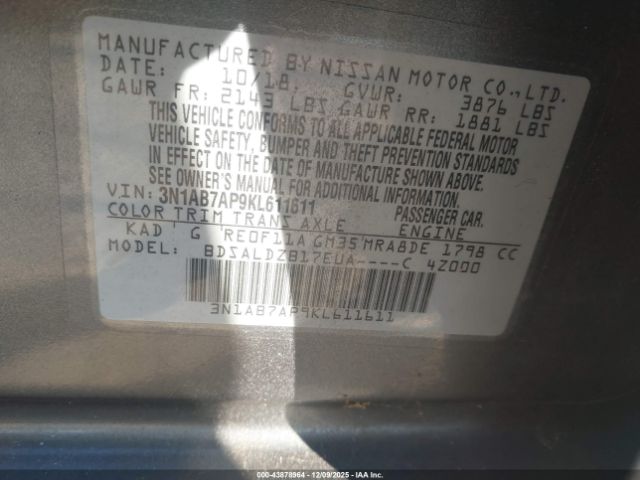 MANUFACTURED BY NISSAN MOTOR CO.,LTD.
DATE: 10/18, GVWR: 3876 LBS
GAWR FR: 2143 LBS GAWR RR: 1881 LBS
THIS VEHICLE CONFORMS TO ALL APPLICABLE FEDERAL MOTOR
VEHICLE SAFETY, BUMPER AND THEFT PREVENTION STANDARDS
IN EFFECT ON THE DATE OF MANUFACTURE SHOWN ABOVE.
SEE OWNER'S MANUAL FOR ADDITIONAL INFORMATION.
VIN: 3N1AB7AP9KL611611 PASSENGER CAR.
COLOR TRIM TRANS AXLE ENGINE
KAD G RE0F11A GM35 MRA8DE 1798 CC
MODEL: BDSALDZB17EUA----C 4Z000
3N1AB7AP9KL611611
000-43878964 | 12/09/2025 - COPYRIGHT IAA, LLC